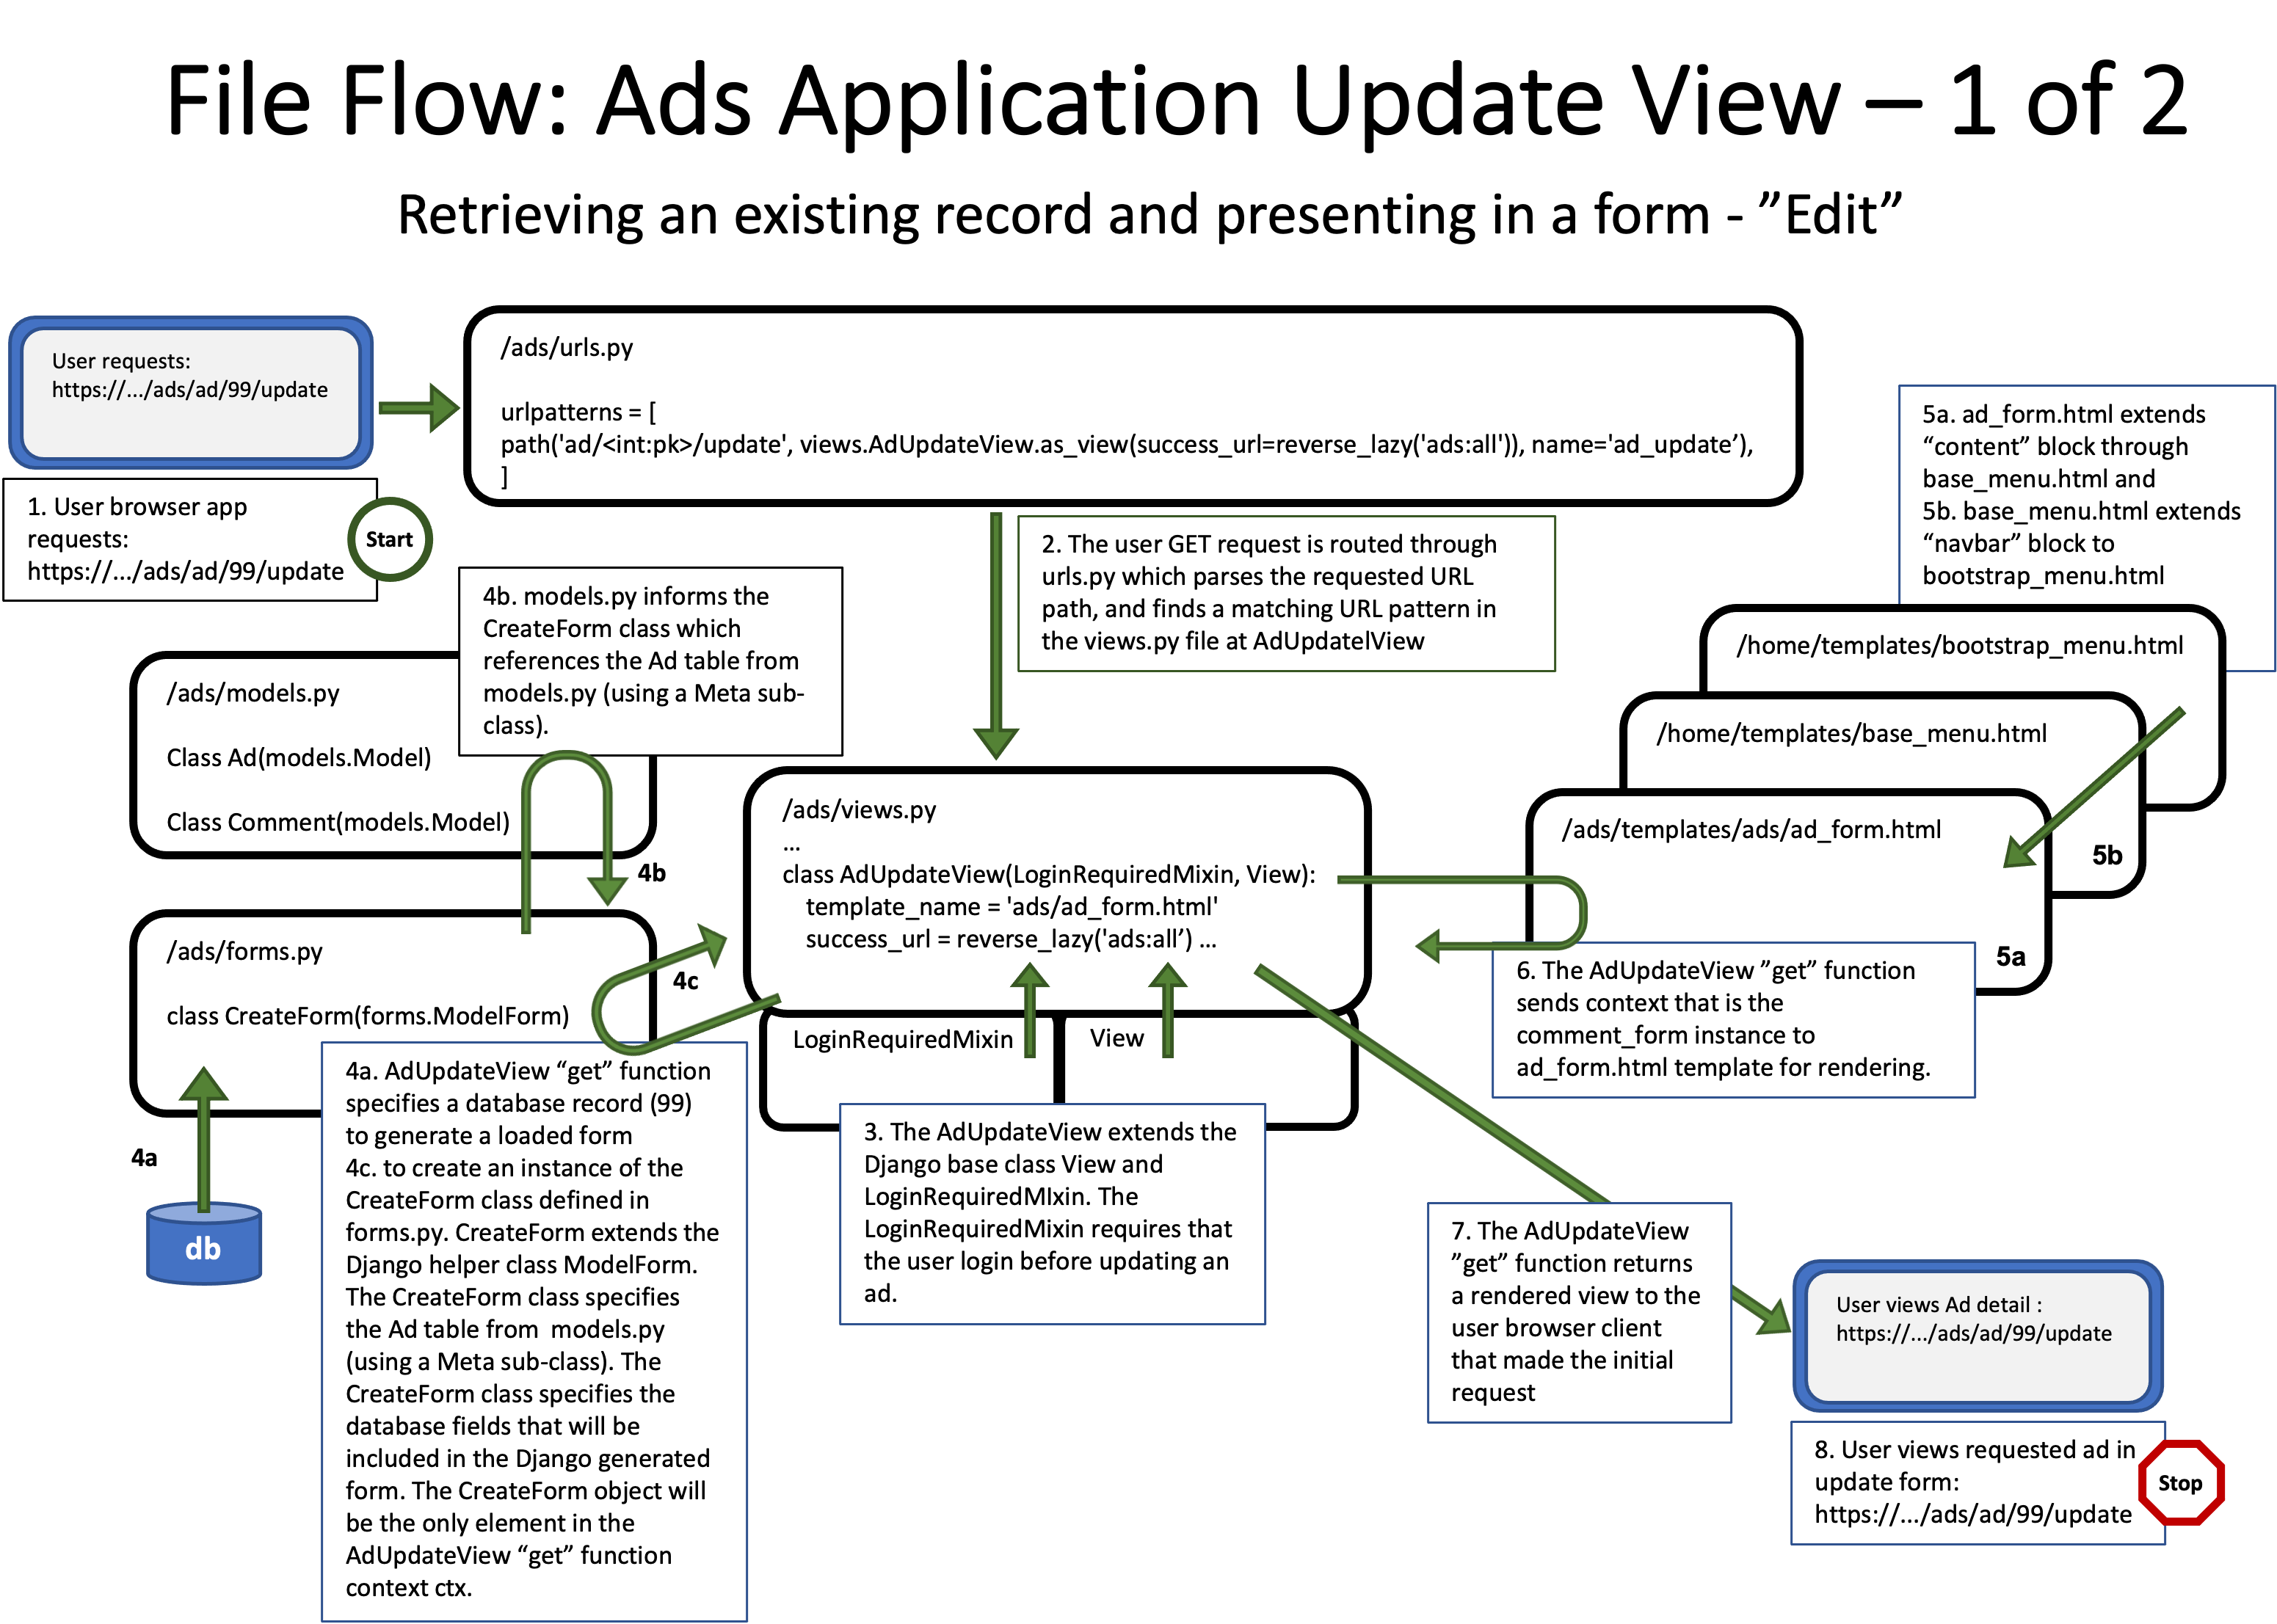 File Flow: Ads Application Update View – 1 of 2
Retrieving an existing record and presenting in a form - ”Edit”
User requests:
https://.../ads/ad/99/update
1. User browser app
requests:
https://.../ads/ad/99/update
Start
/ads/urls.py
urlpatterns = [
path('ad/<int:pk>/update', views.AdUpdateView.as_view(success_url=reverse_lazy('ads:all')), name='ad_update’),
]
2. The user GET request is routed through
urls.py which parses the requested URL
path, and finds a matching URL pattern in
the views.py file at AdUpdatelView
5a. ad_form.html extends
“content” block through
base_menu.html and
5b. base_menu.html extends
“navbar” block to
bootstrap_menu.html
/home/templates/bootstrap_menu.html
/home/templates/base_menu.html
5b
/ads/templates/ads/ad_form.html
5a
4b. models.py informs the
CreateForm class which
references the Ad table from
models.py (using a Meta sub-
class).
/ads/models.py
Class Ad(models.Model)
Class Comment(models.Model)
4b
/ads/forms.py
class CreateForm(forms.ModelForm)
4c
4a
db
4a. AdUpdateView “get” function
specifies a database record (99)
to generate a loaded form
4c. to create an instance of the
CreateForm class defined in
forms.py. CreateForm extends the
Django helper class ModelForm.
The CreateForm class specifies
the Ad table from  models.py
(using a Meta sub-class). The
CreateForm class specifies the
database fields that will be
included in the Django generated
form. The CreateForm object will
be the only element in the
AdUpdateView “get” function
context ctx.
/ads/views.py
...
class AdUpdateView(LoginRequiredMixin, View):
template_name = 'ads/ad_form.html'
success_url = reverse_lazy('ads:all’) ...
LoginRequiredMixin
View
3. The AdUpdateView extends the
Django base class View and
LoginRequiredMIxin. The
LoginRequiredMixin requires that
the user login before updating an
ad.
6. The AdUpdateView ”get” function
sends context that is the
comment_form instance to
ad_form.html template for rendering.
7. The AdUpdateView
”get” function returns
a rendered view to the
user browser client
that made the initial
request
User views Ad detail :
https://.../ads/ad/99/update
8. User views requested ad in
update form:
https://.../ads/ad/99/update
Stop